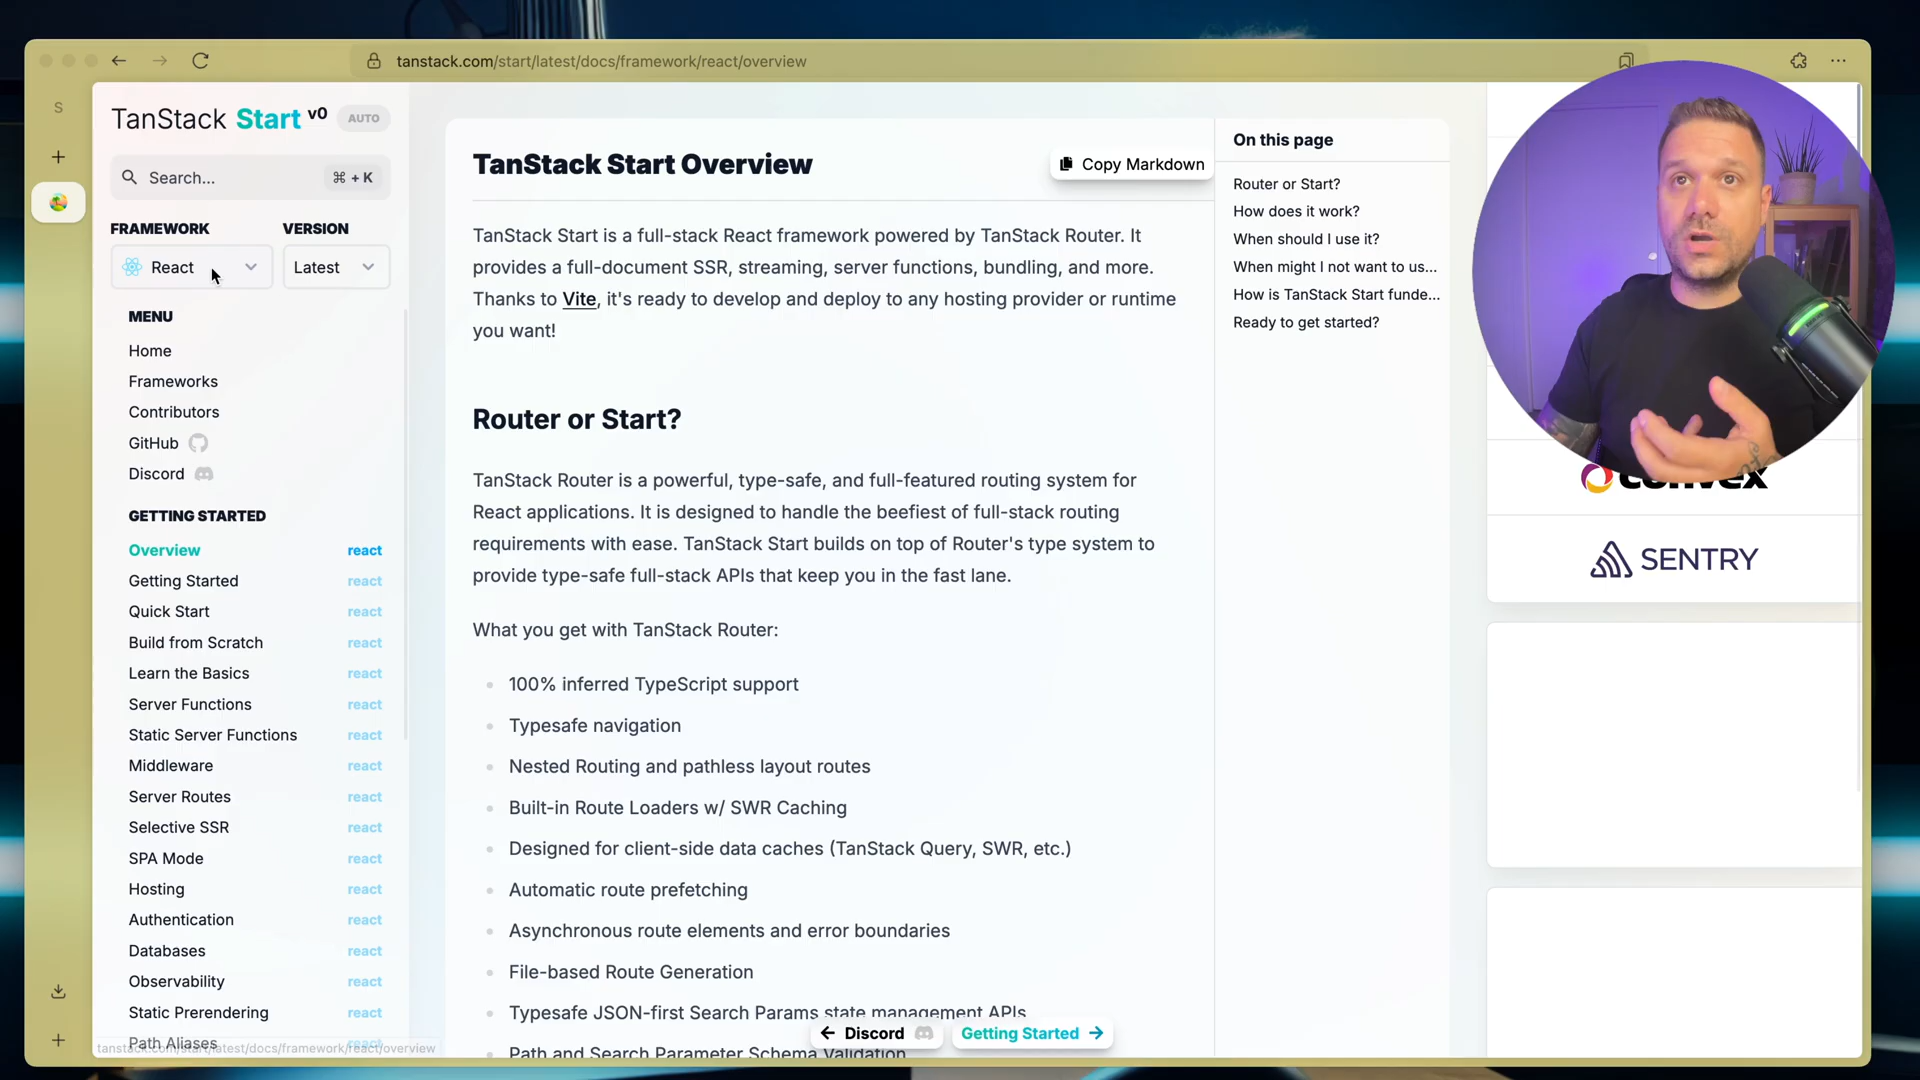 tanstack.com/start/latest/docs/framework/react/overview
S
TanStack Start v0 AUTO
Search... ⌘ + K
FRAMEWORK VERSION
React Latest
MENU
Home
Frameworks
Contributors
GitHub
Discord
GETTING STARTED
Overview react
Getting Started react
Quick Start react
Build from Scratch react
Learn the Basics react
Server Functions react
Static Server Functions react
Middleware react
Server Routes react
Selective SSR react
SPA Mode react
Hosting react
Authentication react
Databases react
Observability react
Static Prerendering react
Path Aliases react
tanstack.com/start/latest/docs/framework/react/overview
TanStack Start Overview
Copy Markdown
TanStack Start is a full-stack React framework powered by TanStack Router. It
provides a full-document SSR, streaming, server functions, bundling, and more.
Thanks to Vite, it's ready to develop and deploy to any hosting provider or runtime
you want!
Router or Start?
TanStack Router is a powerful, type-safe, and full-featured routing system for
React applications. It is designed to handle the beefiest of full-stack routing
requirements with ease. TanStack Start builds on top of Router's type system to
provide type-safe full-stack APIs that keep you in the fast lane.
What you get with TanStack Router:
100% inferred TypeScript support
Typesafe navigation
Nested Routing and pathless layout routes
Built-in Route Loaders w/ SWR Caching
Designed for client-side data caches (TanStack Query, SWR, etc.)
Automatic route prefetching
Asynchronous route elements and error boundaries
File-based Route Generation
Typesafe JSON-first Search Params state management APIs
Path and Search Parameter Schema Validation
Discord Getting Started
On this page
Router or Start?
How does it work?
When should I use it?
When might I not want to us...
How is TanStack Start funde...
Ready to get started?
convex
SENTRY